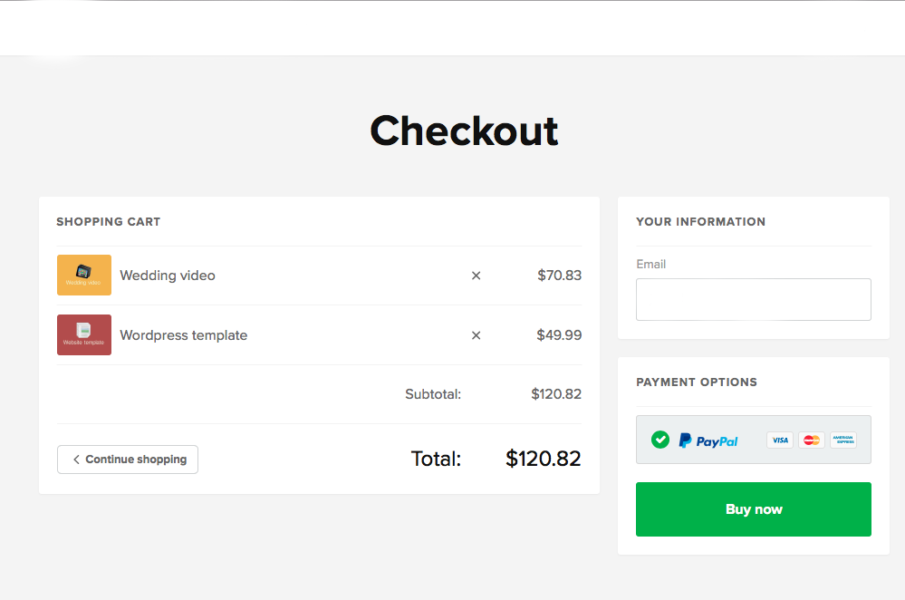 Checkout
SHOPPING CART
Wedding video
Wedding video × $70.83
Website template
Wordpress template × $49.99
Subtotal: $120.82
Continue shopping
Total: $120.82
YOUR INFORMATION
Email
PAYMENT OPTIONS
PayPal VISA AMERICAN EXPRESS
Buy now